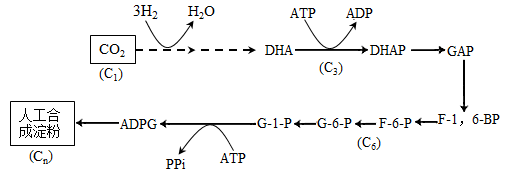 3H₂ H₂O ATP ADP
CO₂ DHA DHAP GAP
(C₁) (C₃)
人工合
成淀粉 ADPG G-1-P G-6-P F-6-P F-1，6-BP
(Cₙ) PPi ATP (C₆)